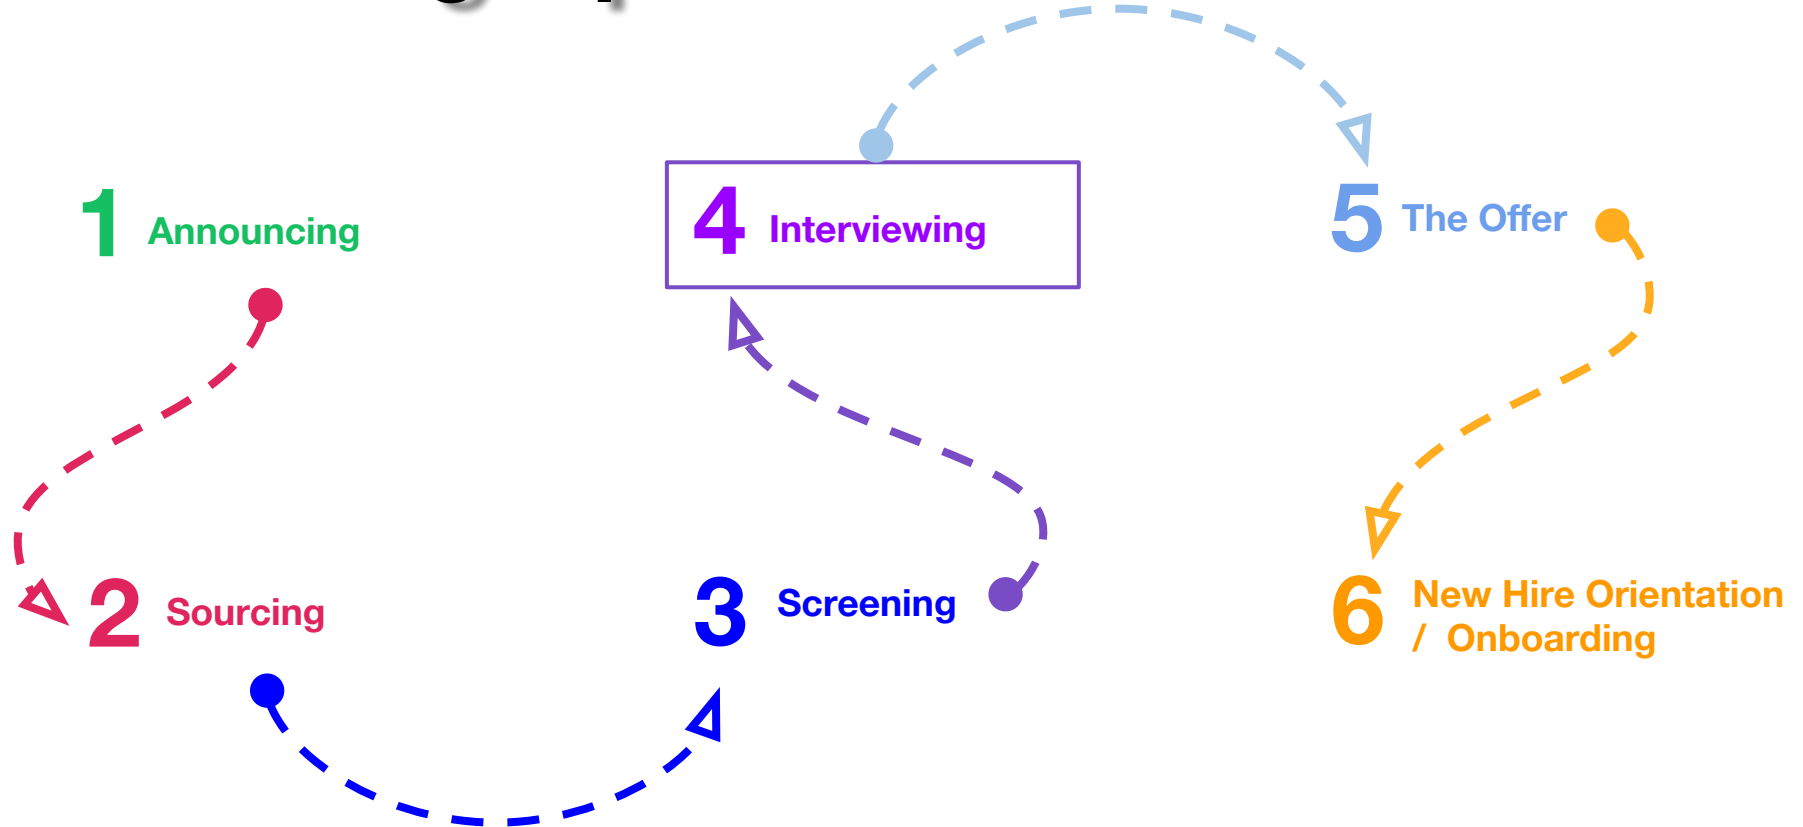 1 Announcing
2 Sourcing
3 Screening
4 Interviewing
5 The Offer
6 New Hire Orientation
/ Onboarding